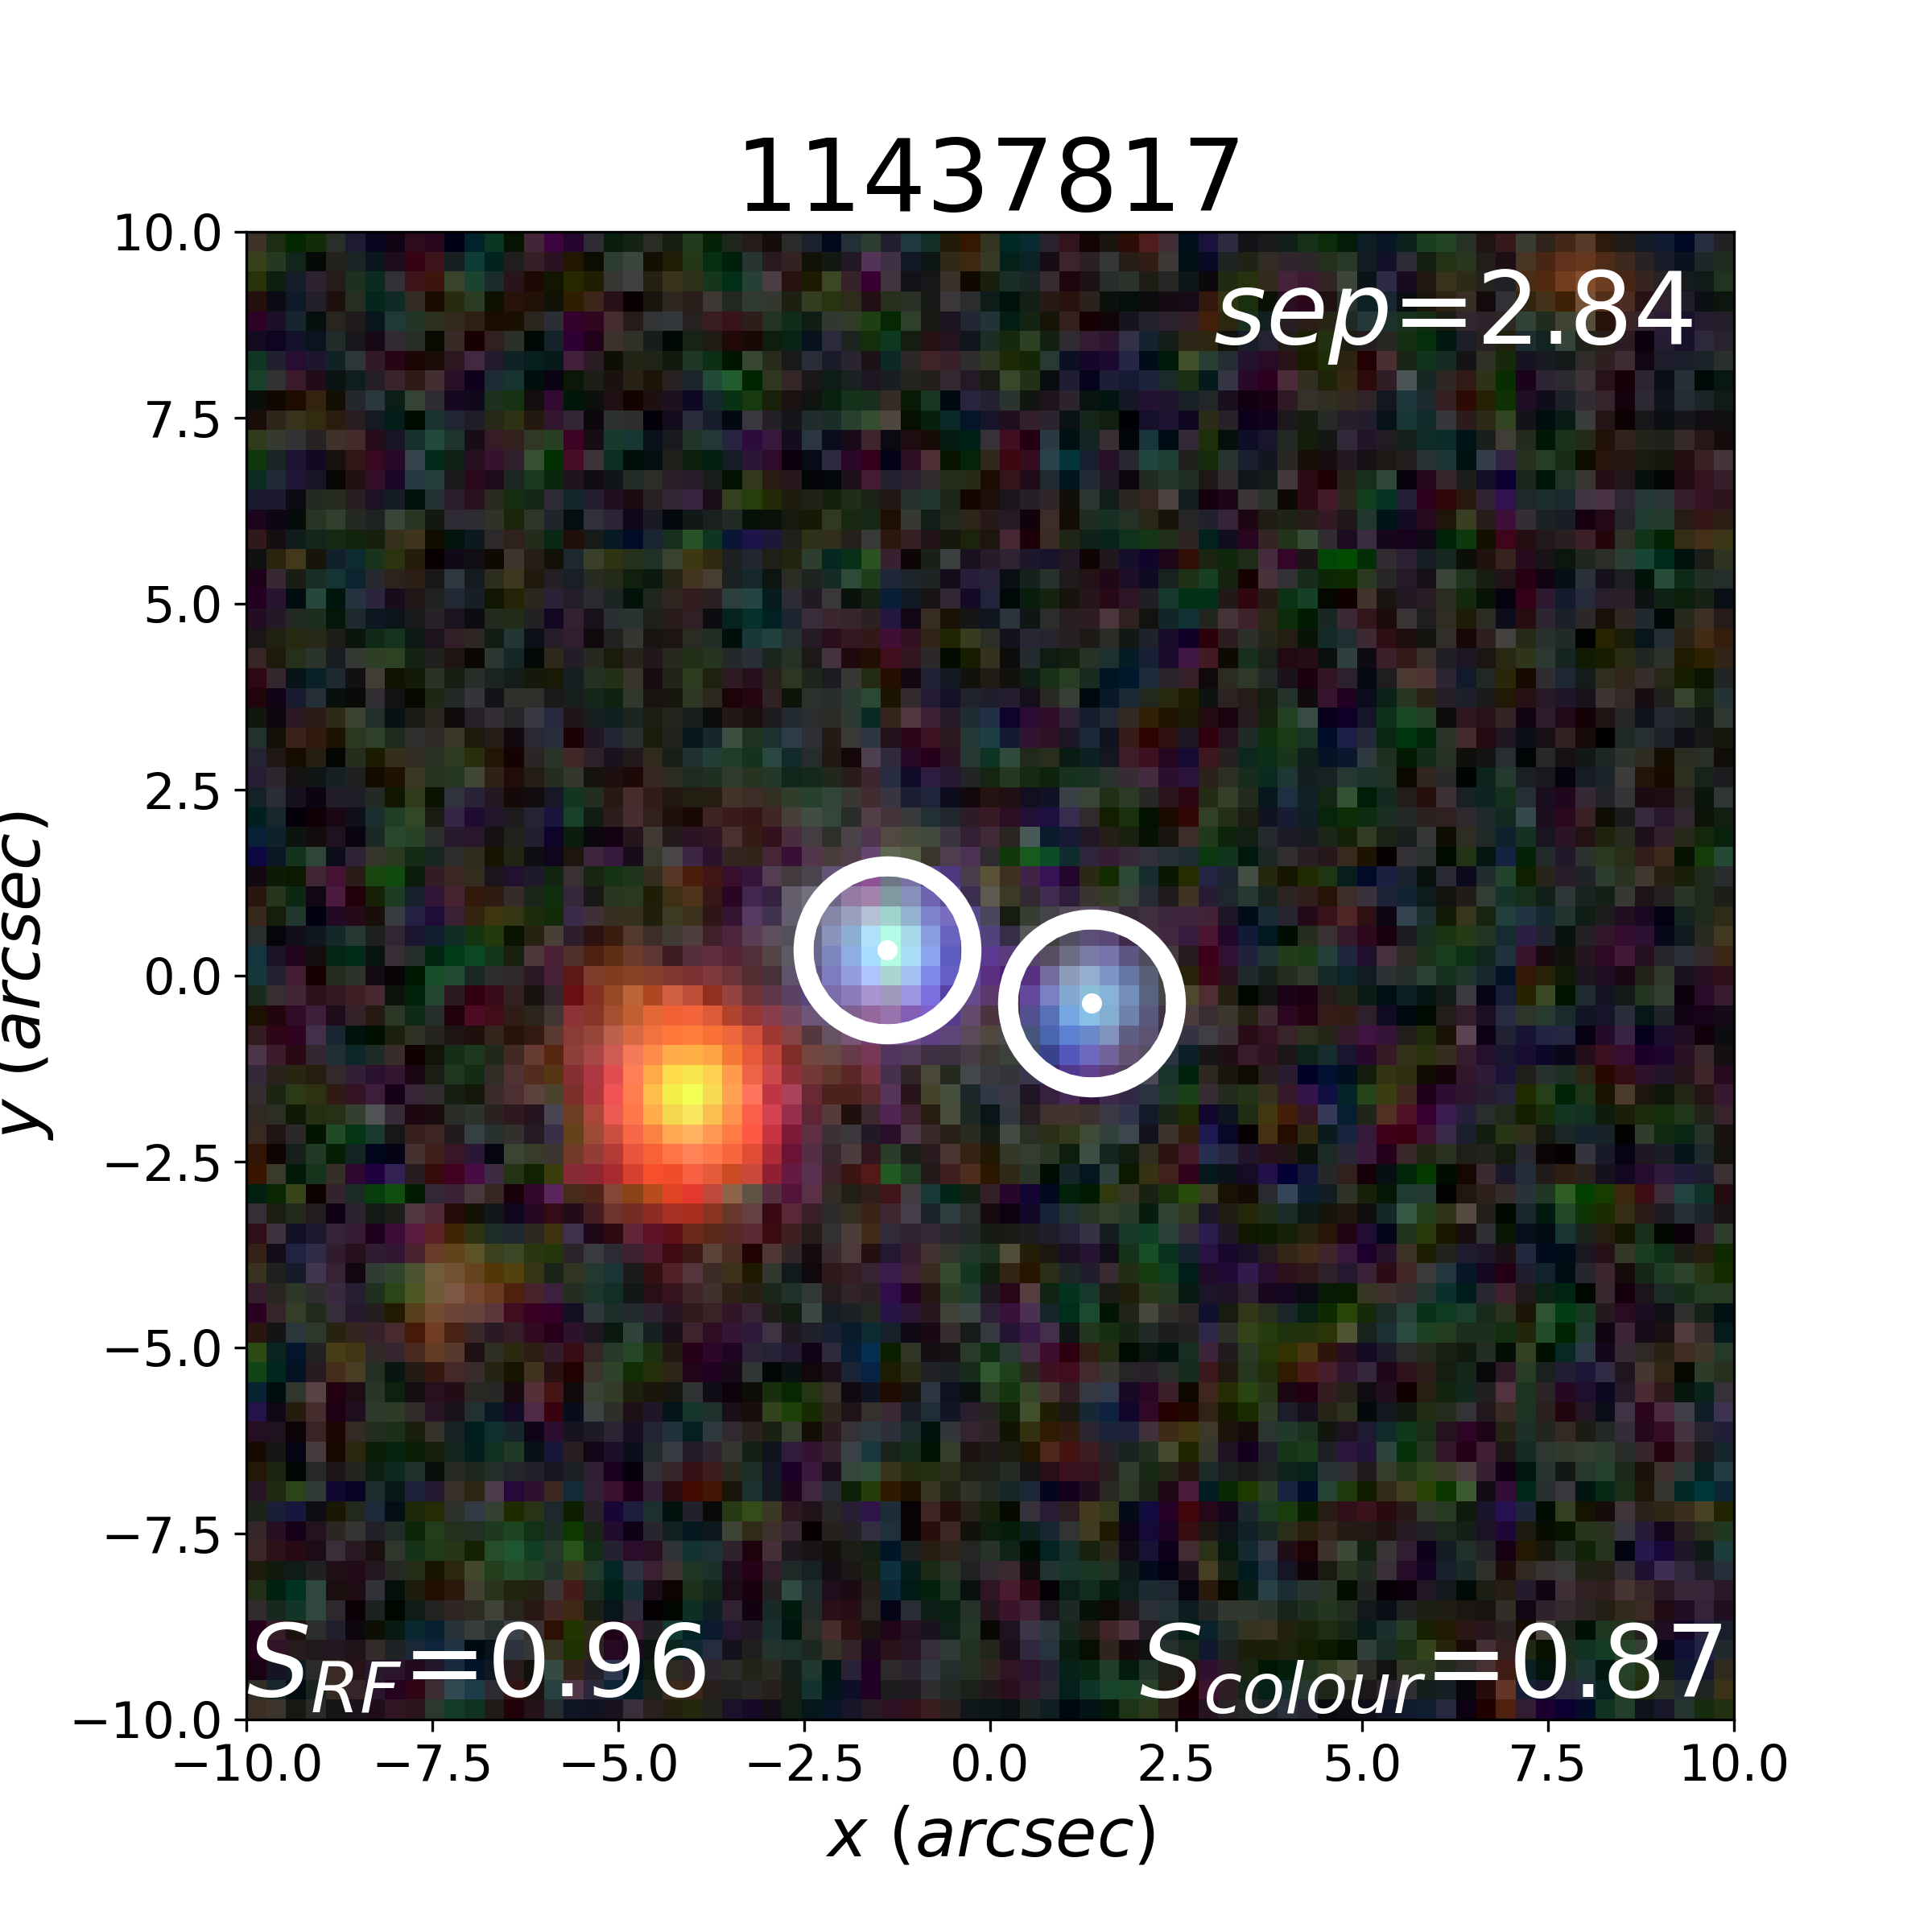 11437817
sep=2.84
10.0
7.5
5.0
2.5
0.0
−2.5
−5.0
−7.5
−10.0
y (arcsec)
S_RF=0.96
S_colour=0.87
−10.0 −7.5 −5.0 −2.5 0.0 2.5 5.0 7.5 10.0
x (arcsec)